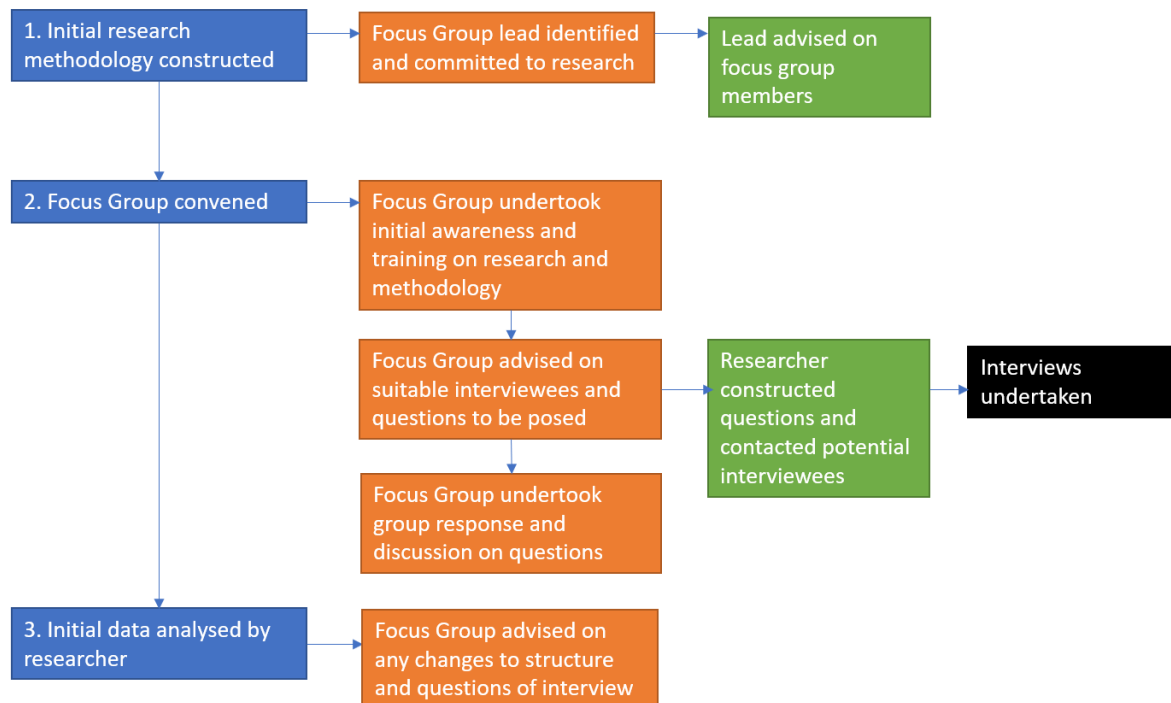 1. Initial research
methodology constructed
Focus Group lead identified
and committed to research
Lead advised on
focus group
members
2. Focus Group convened
Focus Group undertook
initial awareness and
training on research and
methodology
Focus Group advised on
suitable interviewees and
questions to be posed
Researcher
constructed
questions and
contacted potential
interviewees
Interviews
undertaken
Focus Group undertook
group response and
discussion on questions
3. Initial data analysed by
researcher
Focus Group advised on
any changes to structure
and questions of interview